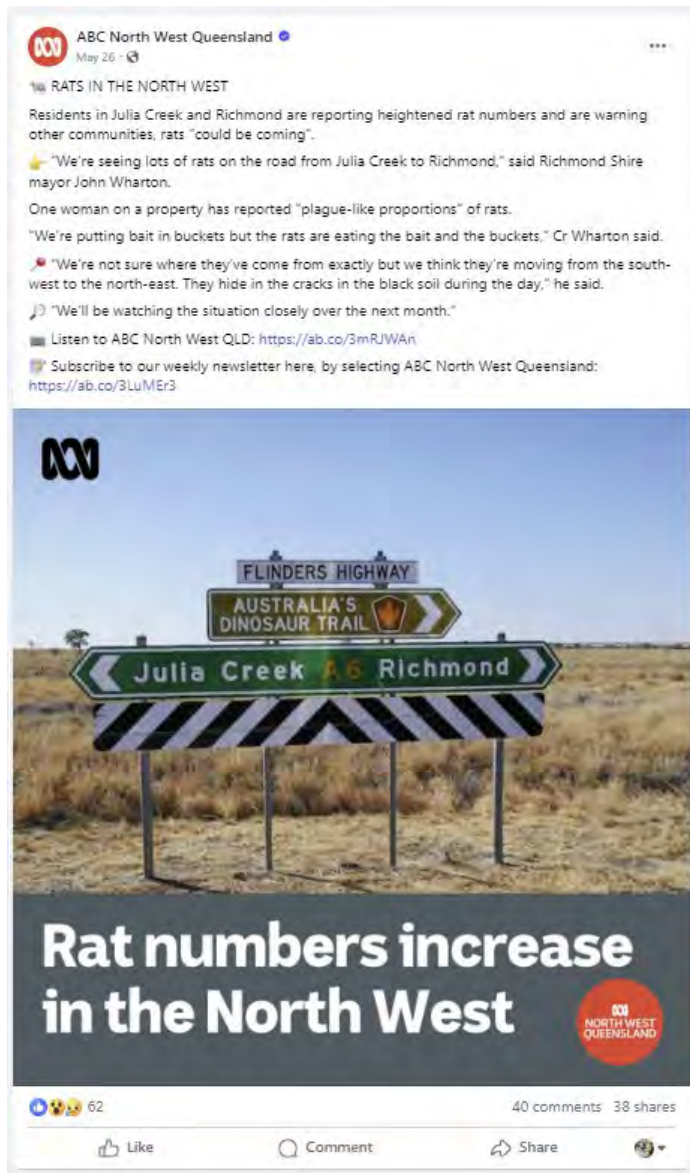 ABC North West Queensland
May 26 ·
RATS IN THE NORTH WEST
Residents in Julia Creek and Richmond are reporting heightened rat numbers and are warning
other communities, rats "could be coming".
"We're seeing lots of rats on the road from Julia Creek to Richmond," said Richmond Shire
mayor John Wharton.
One woman on a property has reported "plague-like proportions" of rats.
"We're putting bait in buckets but the rats are eating the bait and the buckets," Cr Wharton said.
"We're not sure where they've come from exactly but we think they're moving from the south-
west to the north-east. They hide in the cracks in the black soil during the day," he said.
"We'll be watching the situation closely over the next month."
Listen to ABC North West QLD: https://ab.co/3mRJWAn
Subscribe to our weekly newsletter here, by selecting ABC North West Queensland:
https://ab.co/3LuMEr3
FLINDERS HIGHWAY
AUSTRALIA'S
DINOSAUR TRAIL
Julia Creek A6 Richmond
Rat numbers increase
in the North West
NORTH WEST
QUEENSLAND
62
40 comments 38 shares
Like Comment Share